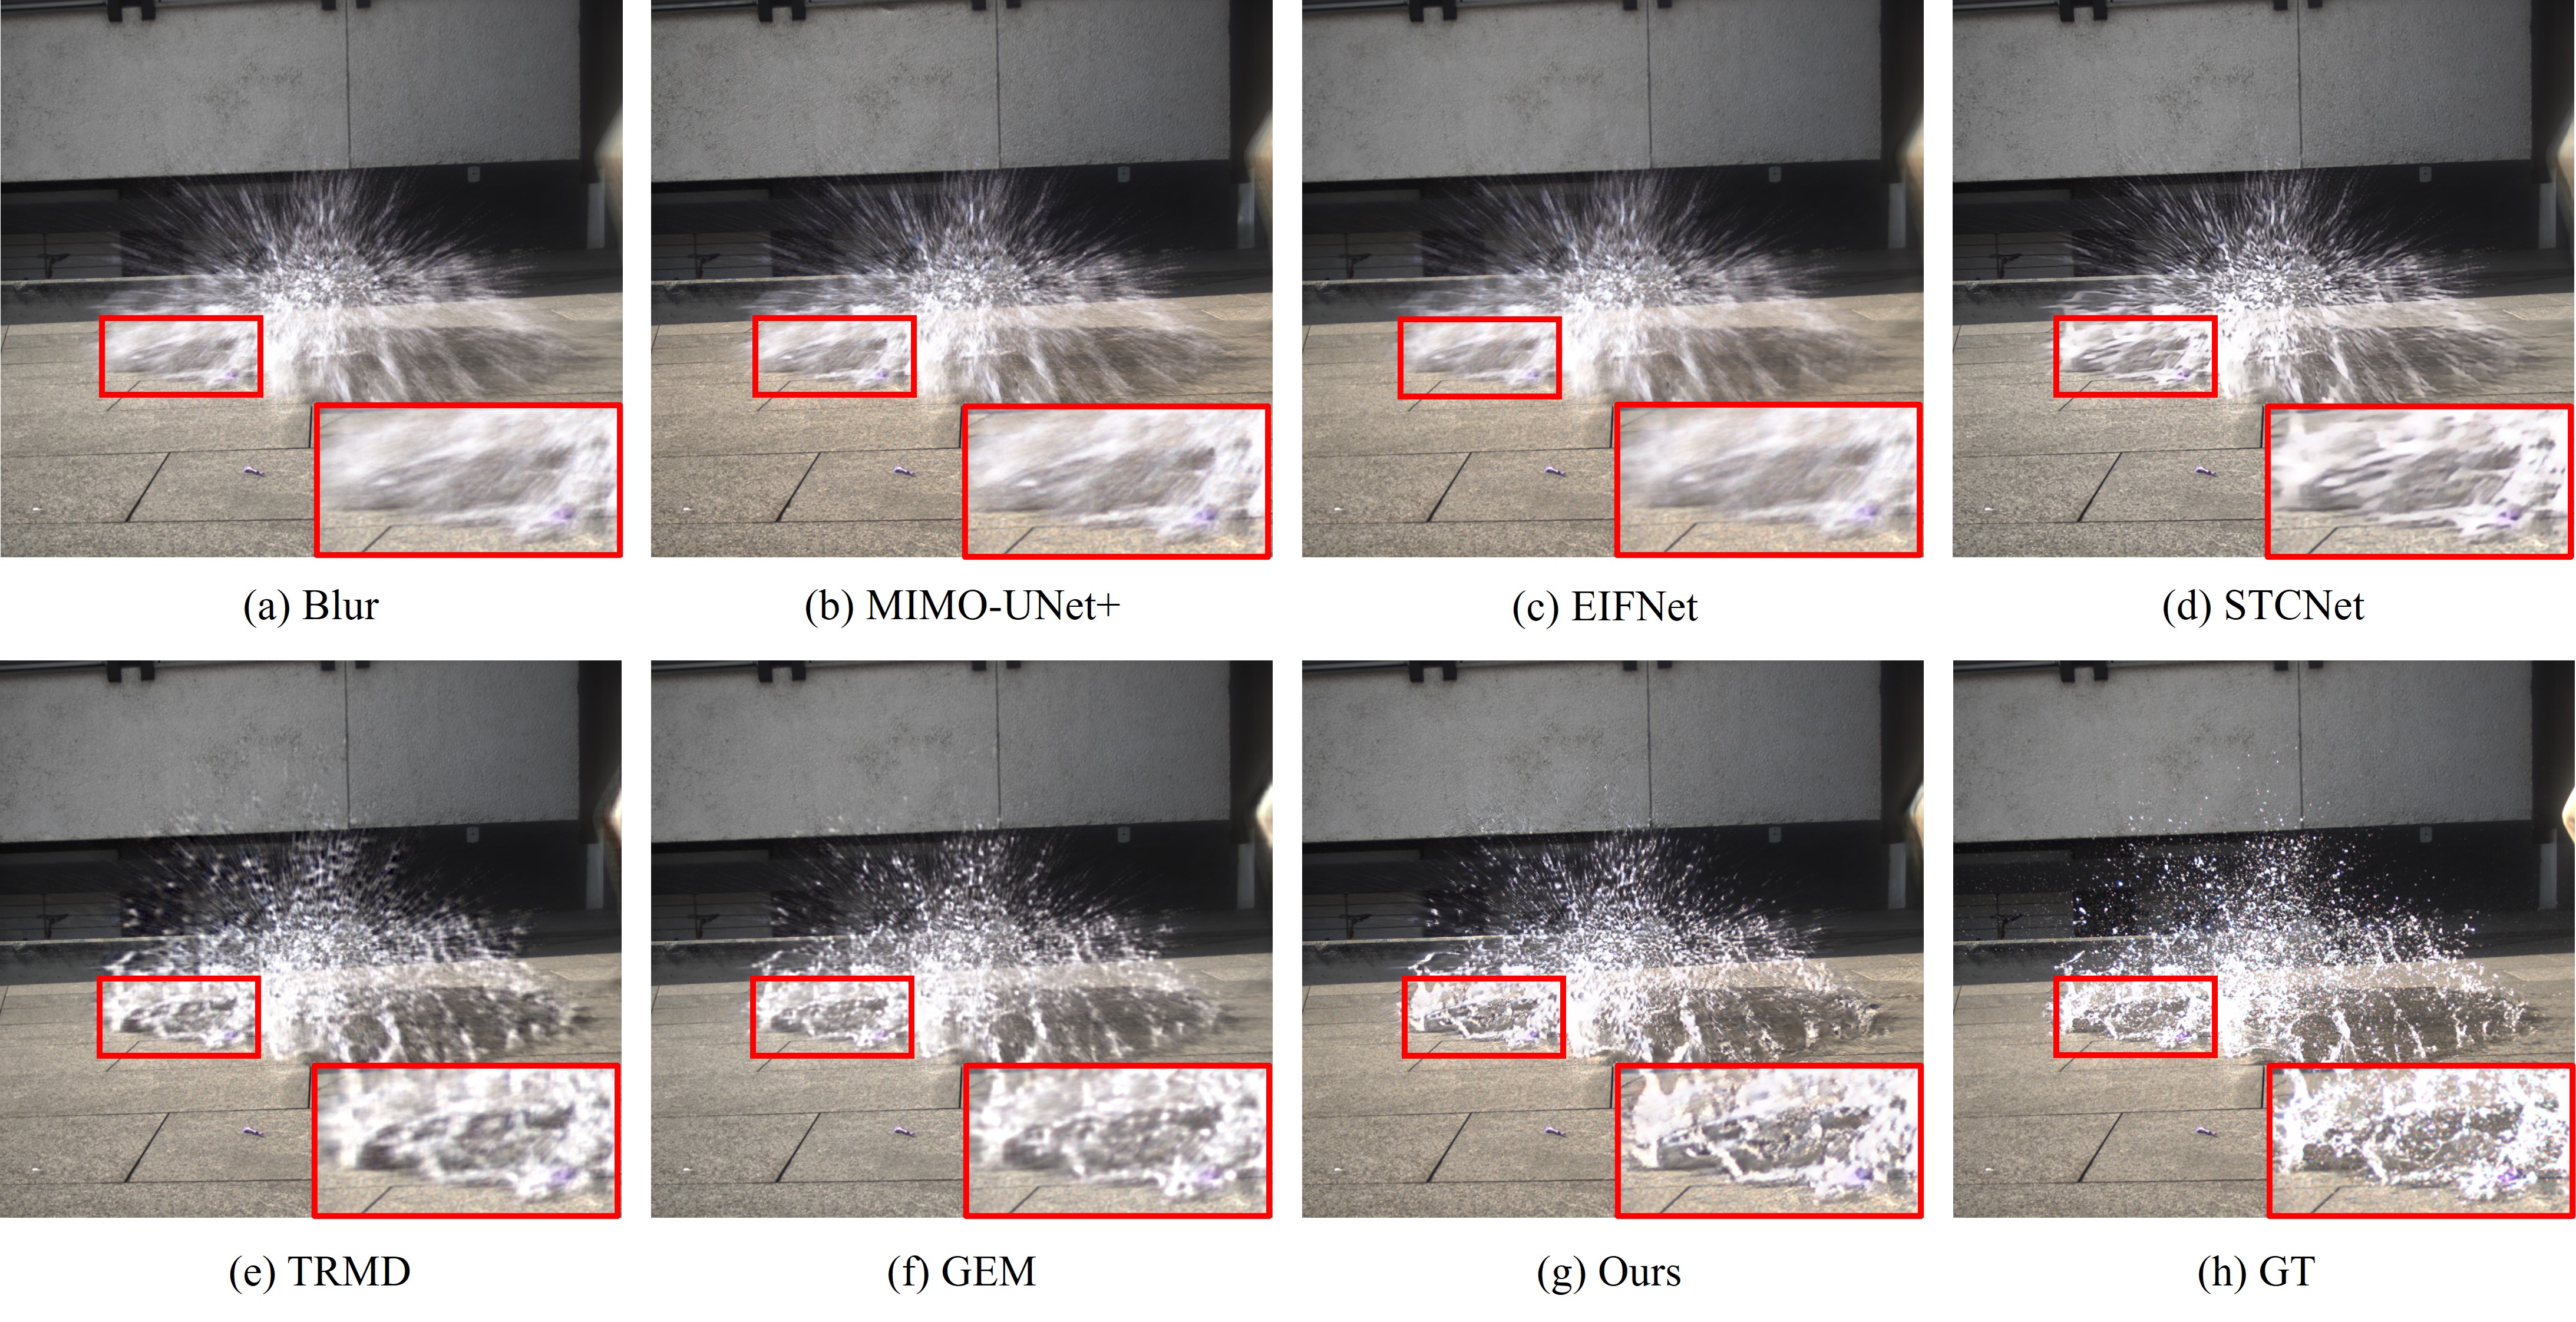 (a) Blur
(b) MIMO-UNet+
(c) EIFNet
(d) STCNet
(e) TRMD
(f) GEM
(g) Ours
(h) GT